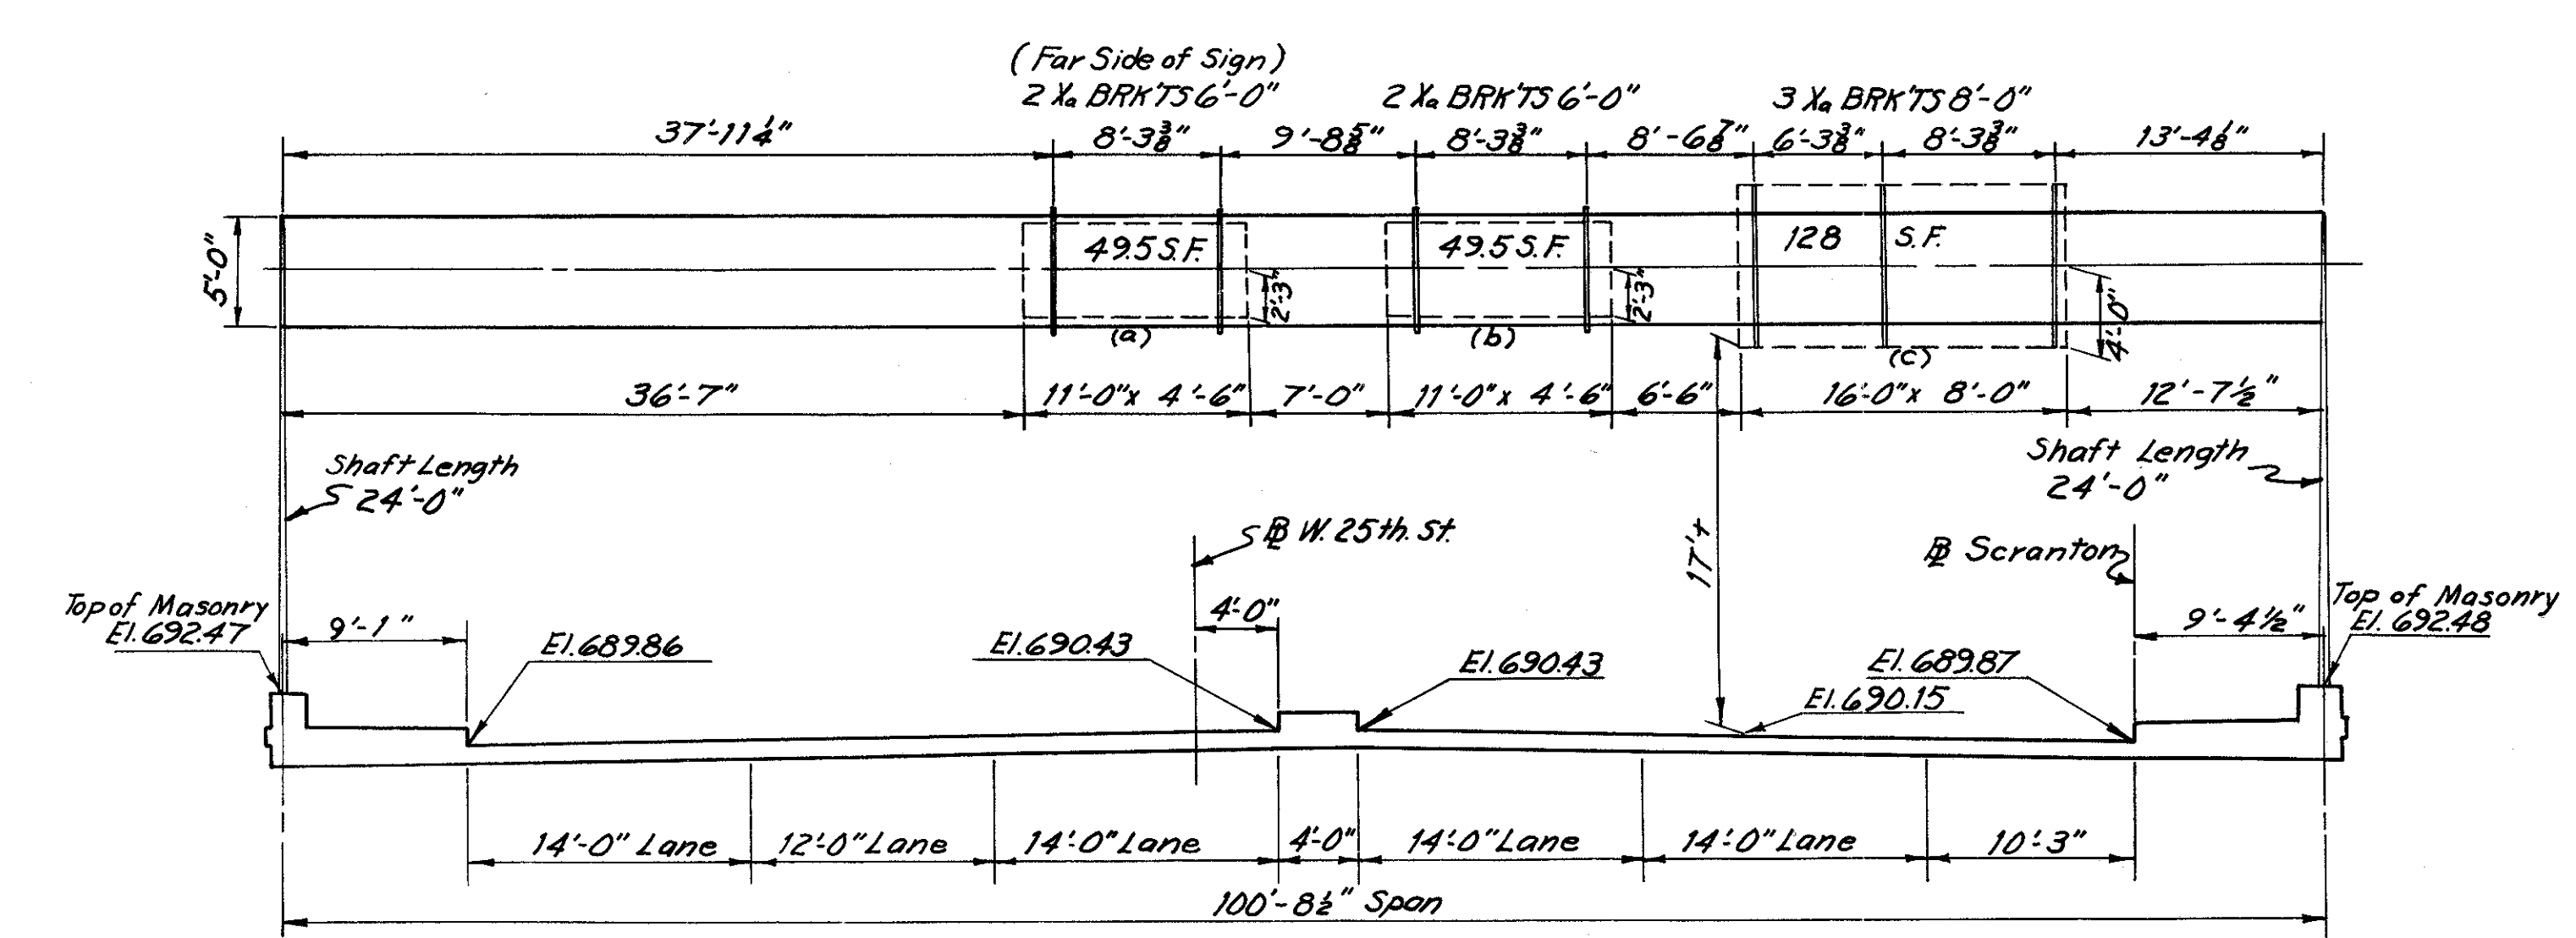 (Far Side of Sign)
2 Xa BRK'TS 6'-0" 2 Xa BRK'TS 6'-0" 3 Xa BRK'TS 8'-0"
37'-11¼" 8'-3⅜" 9'-8⅝" 8'-3⅜" 8'-6⅞" 6'-3⅜" 8'-3⅜" 13'-4⅛"
5'-0" 49.5 S.F. 2'-3" 49.5 S.F. 2'-3" 128 S.F. 4'-0"
(a) (b) (c)
36'-7" 11'-0" x 4'-6" 7'-0" 11'-0" x 4'-6" 6'-6" 16'-0" x 8'-0" 12'-7½"
Shaft Length
24'-0"
Shaft Length
24'-0"
℔ W. 25th. St.
17'±
℔ Scranton
Top of Masonry
El. 692.47
9'-1"
El. 689.86
El. 690.43
4'-0"
El. 690.43
El. 689.87
El. 690.15
9'-4½"
Top of Masonry
El. 692.48
14'-0" Lane 12'-0" Lane 14'-0" Lane 4'-0" 14'-0" Lane 14'-0" Lane 10'-3"
100'-8½" Span